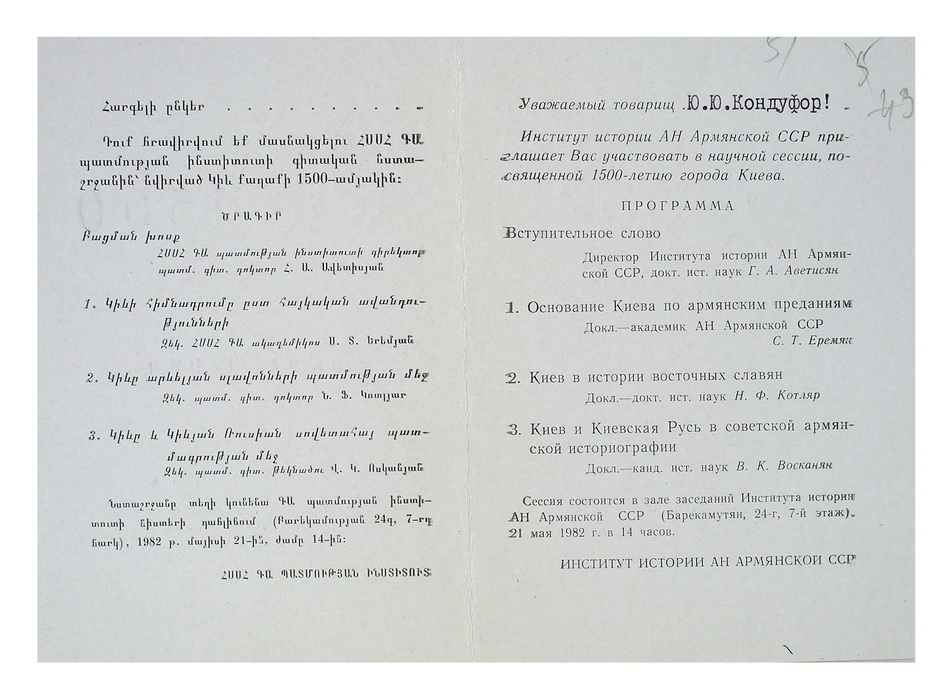 Հարգելի ընկեր . . . . . . . . . . .
Դուք հրավիրվում եք մասնակցելու ՀՍՍՀ ԳԱ
պատմության ինստիտուտի գիտական նստա—
շրջանին՝ նվիրված Կիև քաղաքի 1500-ամյակին:
ԾՐԱԳԻՐ
Բացման խոսք
ՀՍՍՀ ԳԱ պատմության ինստիտուտի դիրեկտոր
պատմ. գիտ. դոկտոր Հ. Ա. Ավետիսյան
1. Կիևի հիմնադրումը ըստ հայկական ավանդու-
թյունների
Զեկ. ՀՍՍՀ ԳԱ ակադեմիկոս Ս. Տ. Երեմյան
2. Կիևը արևելյան սլավոնների պատմության մեջ
Զեկ. պատմ. գիտ. դոկտոր Ն. Ֆ. Կոտլյար
3. Կիևը և Կիևյան Ռուսիան սովետահայ պատ-
մագրության մեջ
Զեկ. պատմ. գիտ. թեկնածու Վ. Կ. Ոսկանյան
Նստաշրջանը տեղի կունենա ԳԱ պատմության ինստի-
տուտի նիստերի դահլիճում (Բարեկամության 24գ, 7-րդ
հարկ), 1982 թ. մայիսի 21-ին, ժամը 14-ին:
ՀՍՍՀ ԳԱ ՊԱՏՄՈՒԹՅԱՆ ԻՆՍՏԻՏՈՒՏ
43
Уважаемый товарищ Ю.Ю.Кондуфор!
Институт истории АН Армянской ССР при-
глашает Вас участвовать в научной сессии, по-
священной 1500-летию города Киева.
ПРОГРАММА
Вступительное слово
Директор Института истории АН Армян-
ской ССР, докт. ист. наук Г. А. Аветисян
1. Основание Киева по армянским преданиям
Докл.—академик АН Армянской ССР
С. Т. Еремян
2. Киев в истории восточных славян
Докл.—докт. ист. наук Н. Ф. Котляр
3. Киев и Киевская Русь в советской армян-
ской историографии
Докл.—канд. ист. наук В. К. Восканян
Сессия состоится в зале заседаний Института истории
АН Армянской ССР (Барекамутян, 24-г, 7-й этаж).
21 мая 1982 г. в 14 часов.
ИНСТИТУТ ИСТОРИИ АН АРМЯНСКОЙ ССР